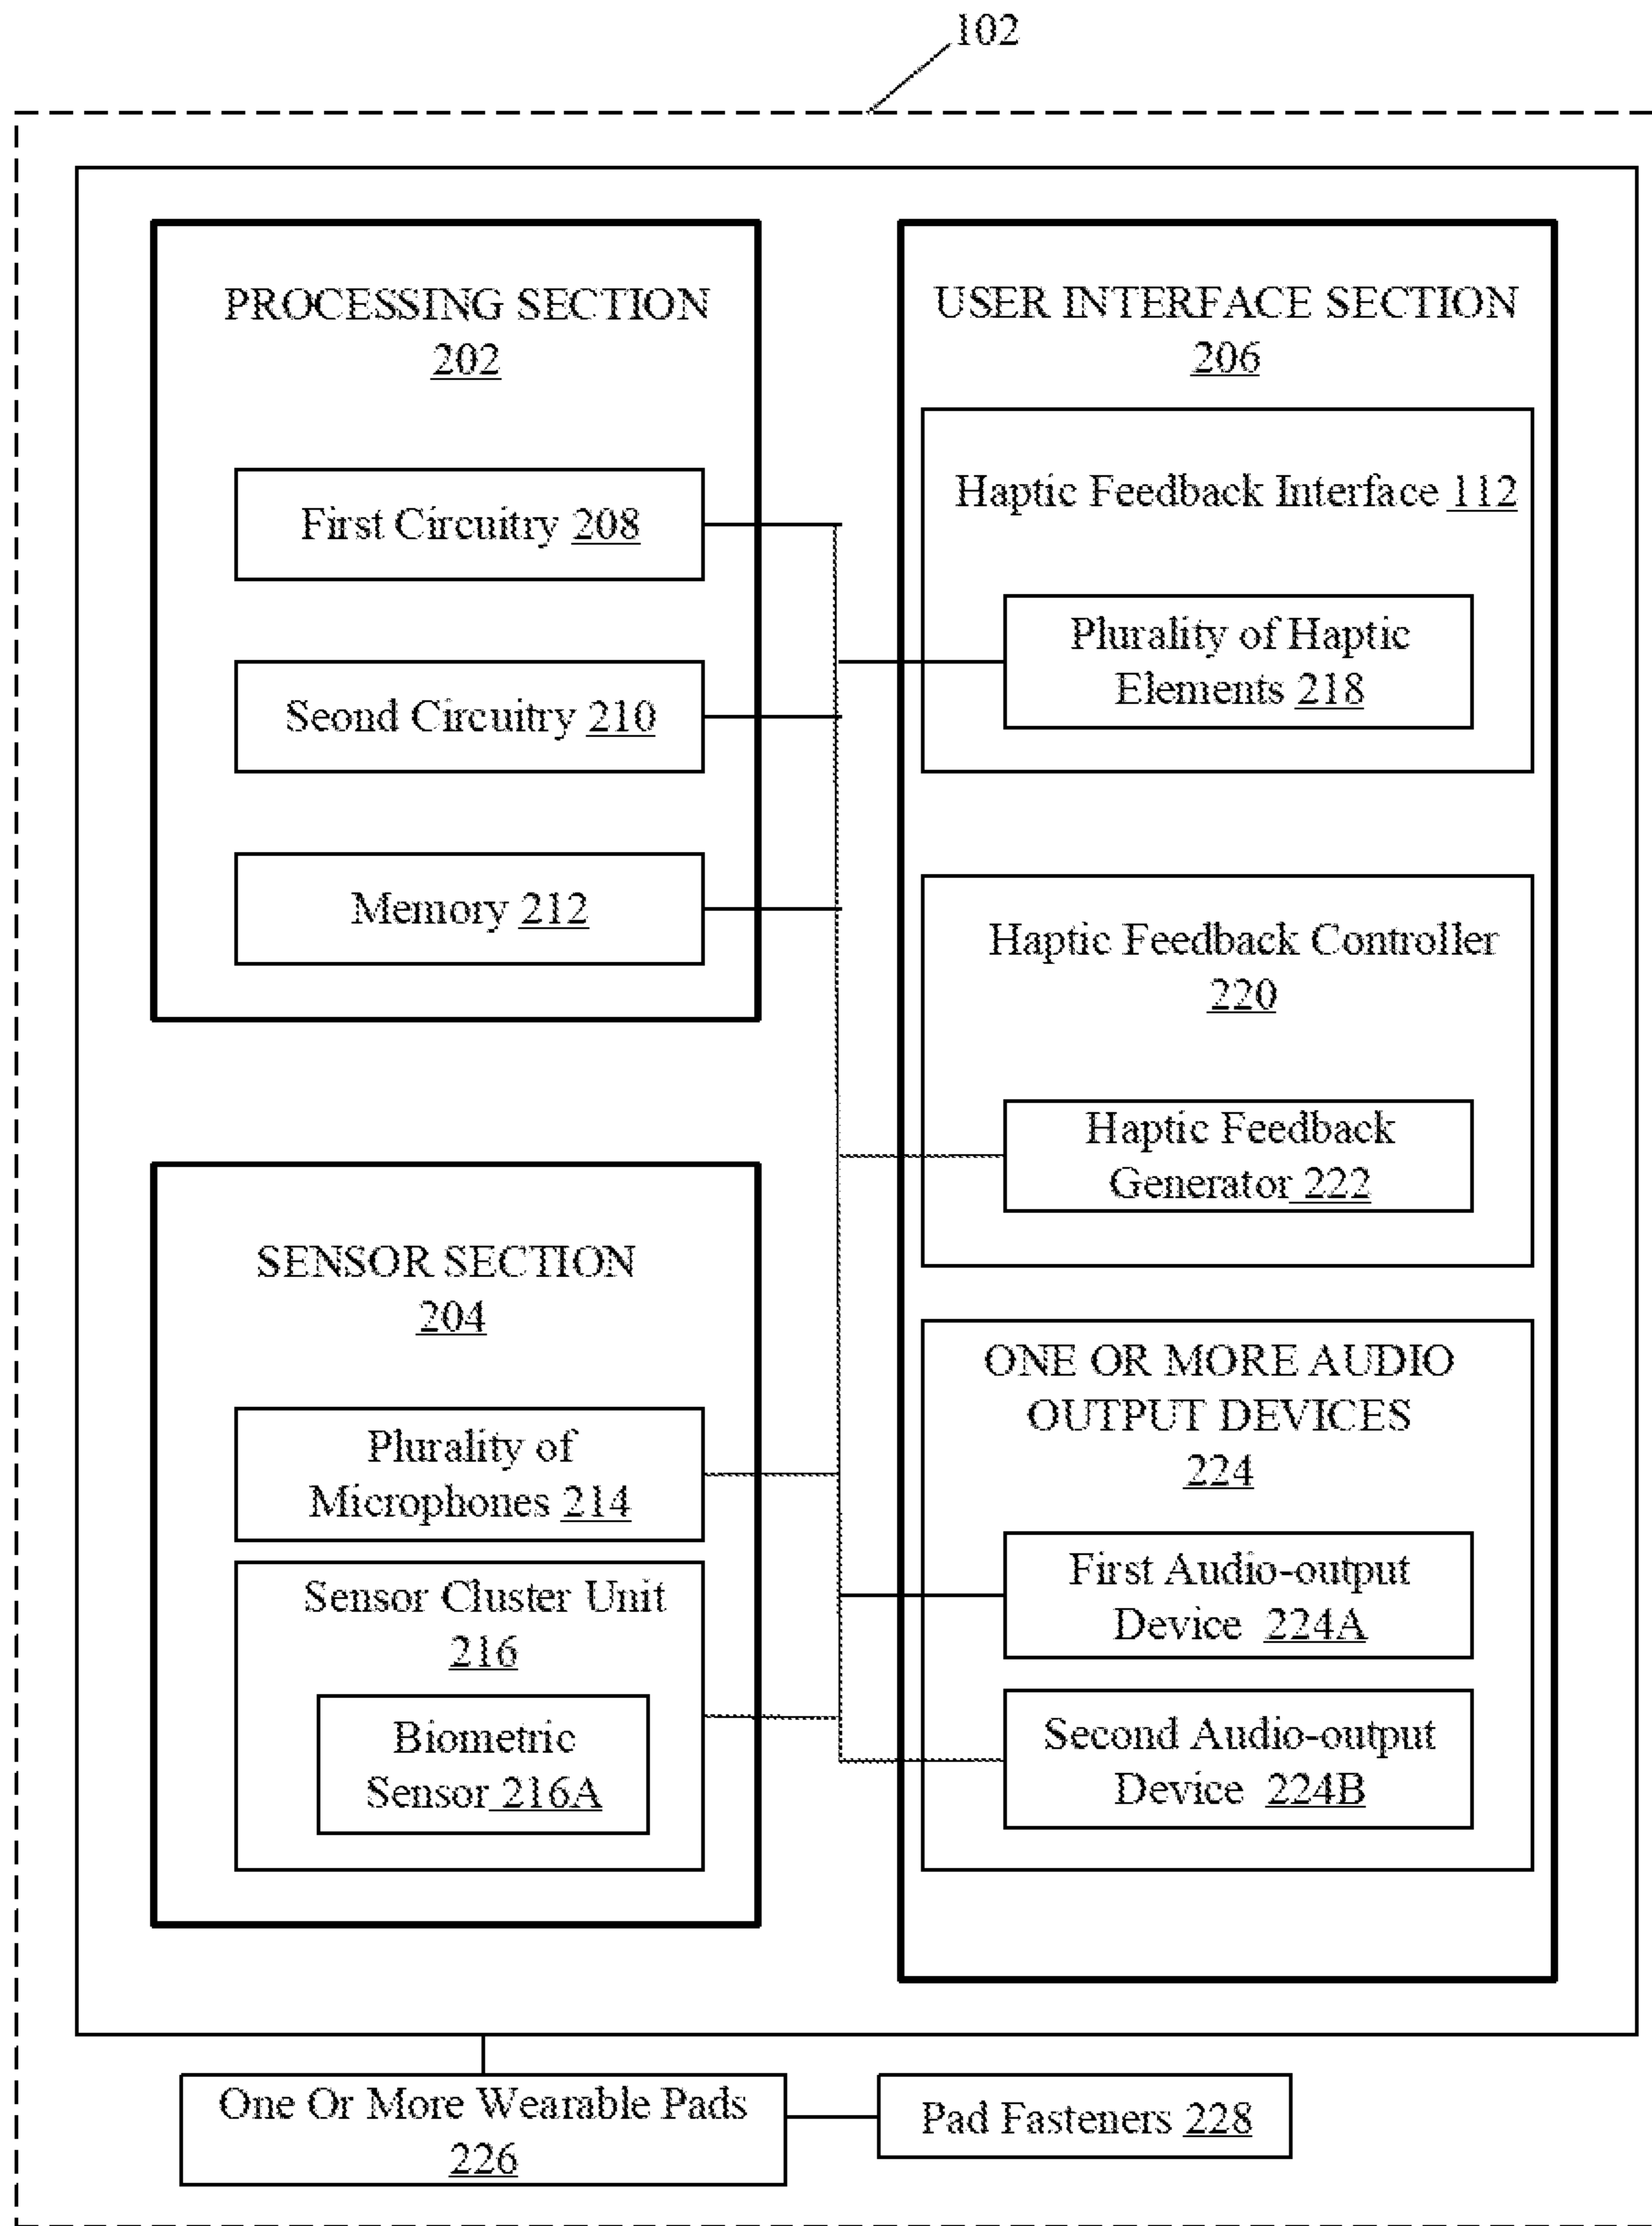 102
PROCESSING SECTION
202
First Circuitry 208
Seond Circuitry 210
Memory 212
SENSOR SECTION
204
Plurality of
Microphones 214
Sensor Cluster Unit
216
Biometric
Sensor 216A
USER INTERFACE SECTION
206
Haptic Feedback Interface 112
Plurality of Haptic
Elements 218
Haptic Feedback Controller
220
Haptic Feedback
Generator 222
ONE OR MORE AUDIO
OUTPUT DEVICES
224
First Audio-output
Device 224A
Second Audio-output
Device 224B
One Or More Wearable Pads
226
Pad Fasteners 228